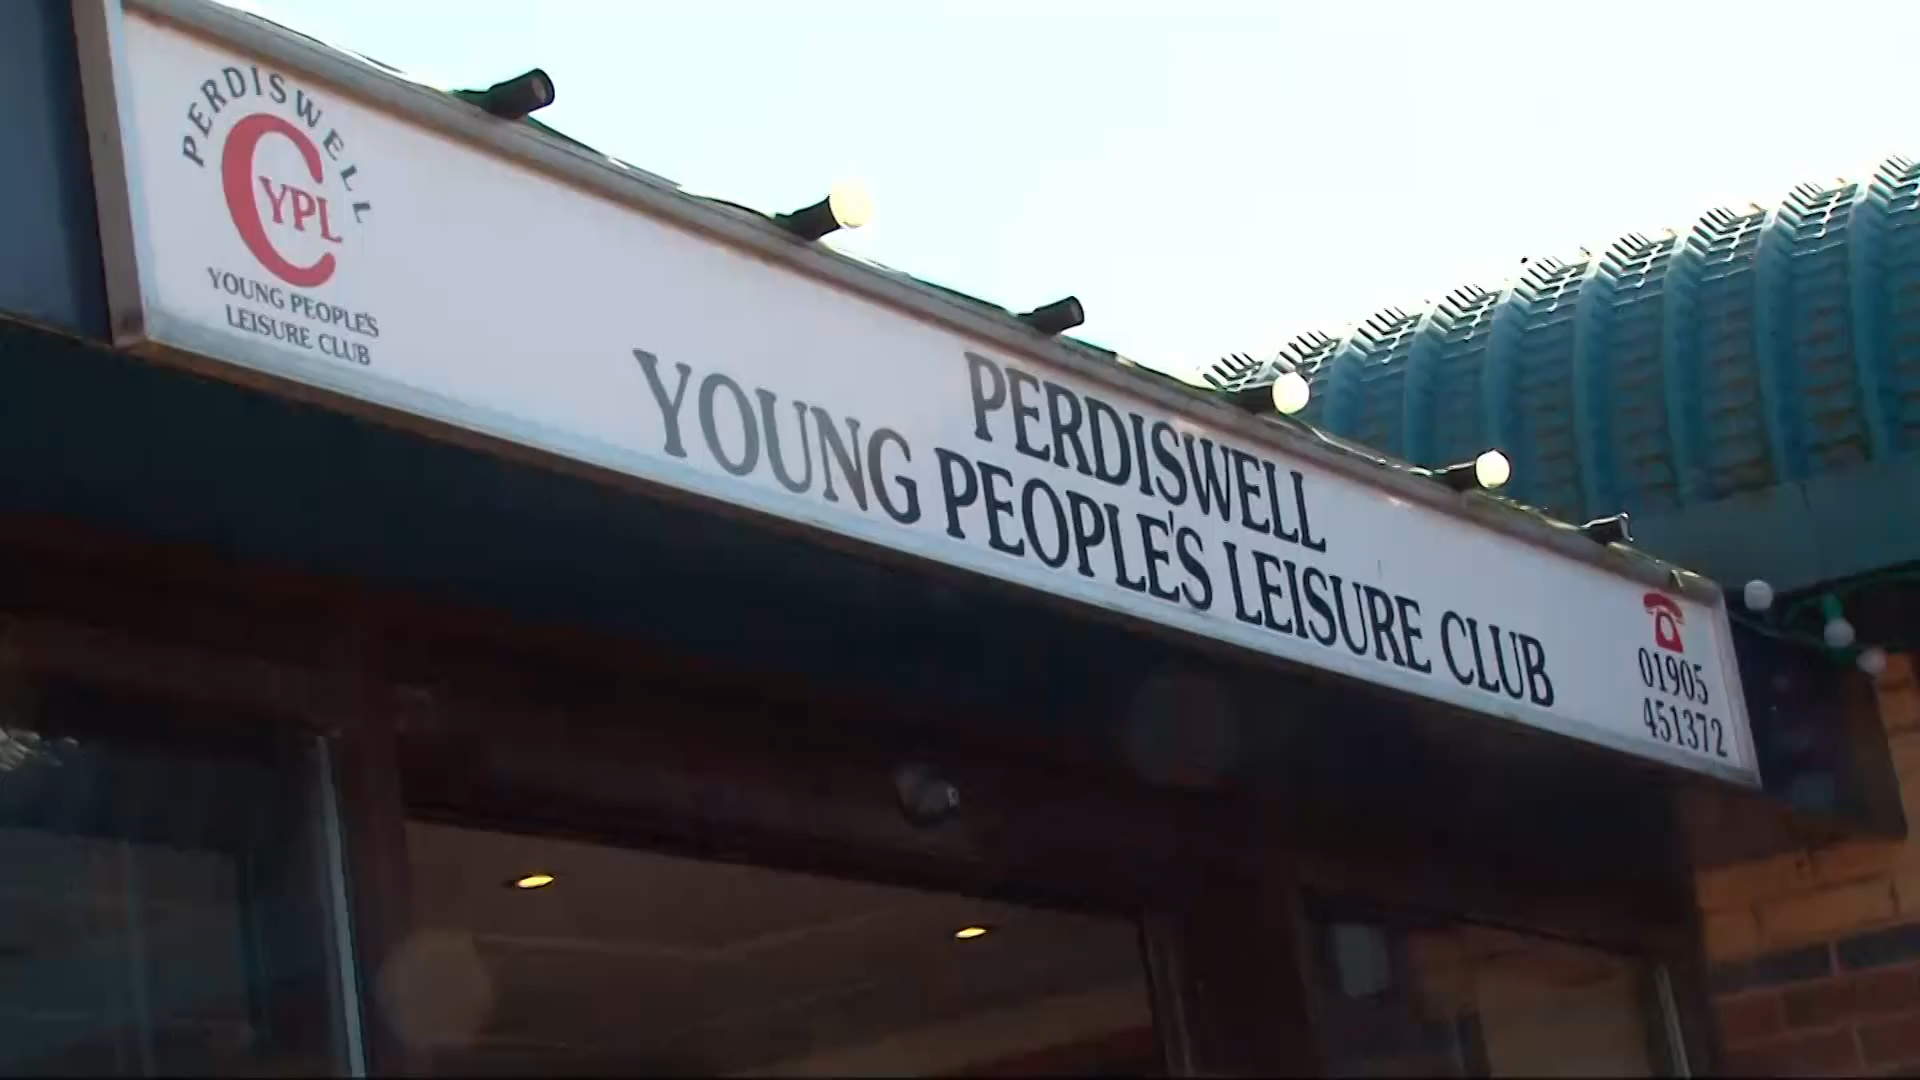 PERDISWELL
C
YPL
YOUNG PEOPLE'S
LEISURE CLUB
PERDISWELL
YOUNG PEOPLE'S LEISURE CLUB
01905
451372